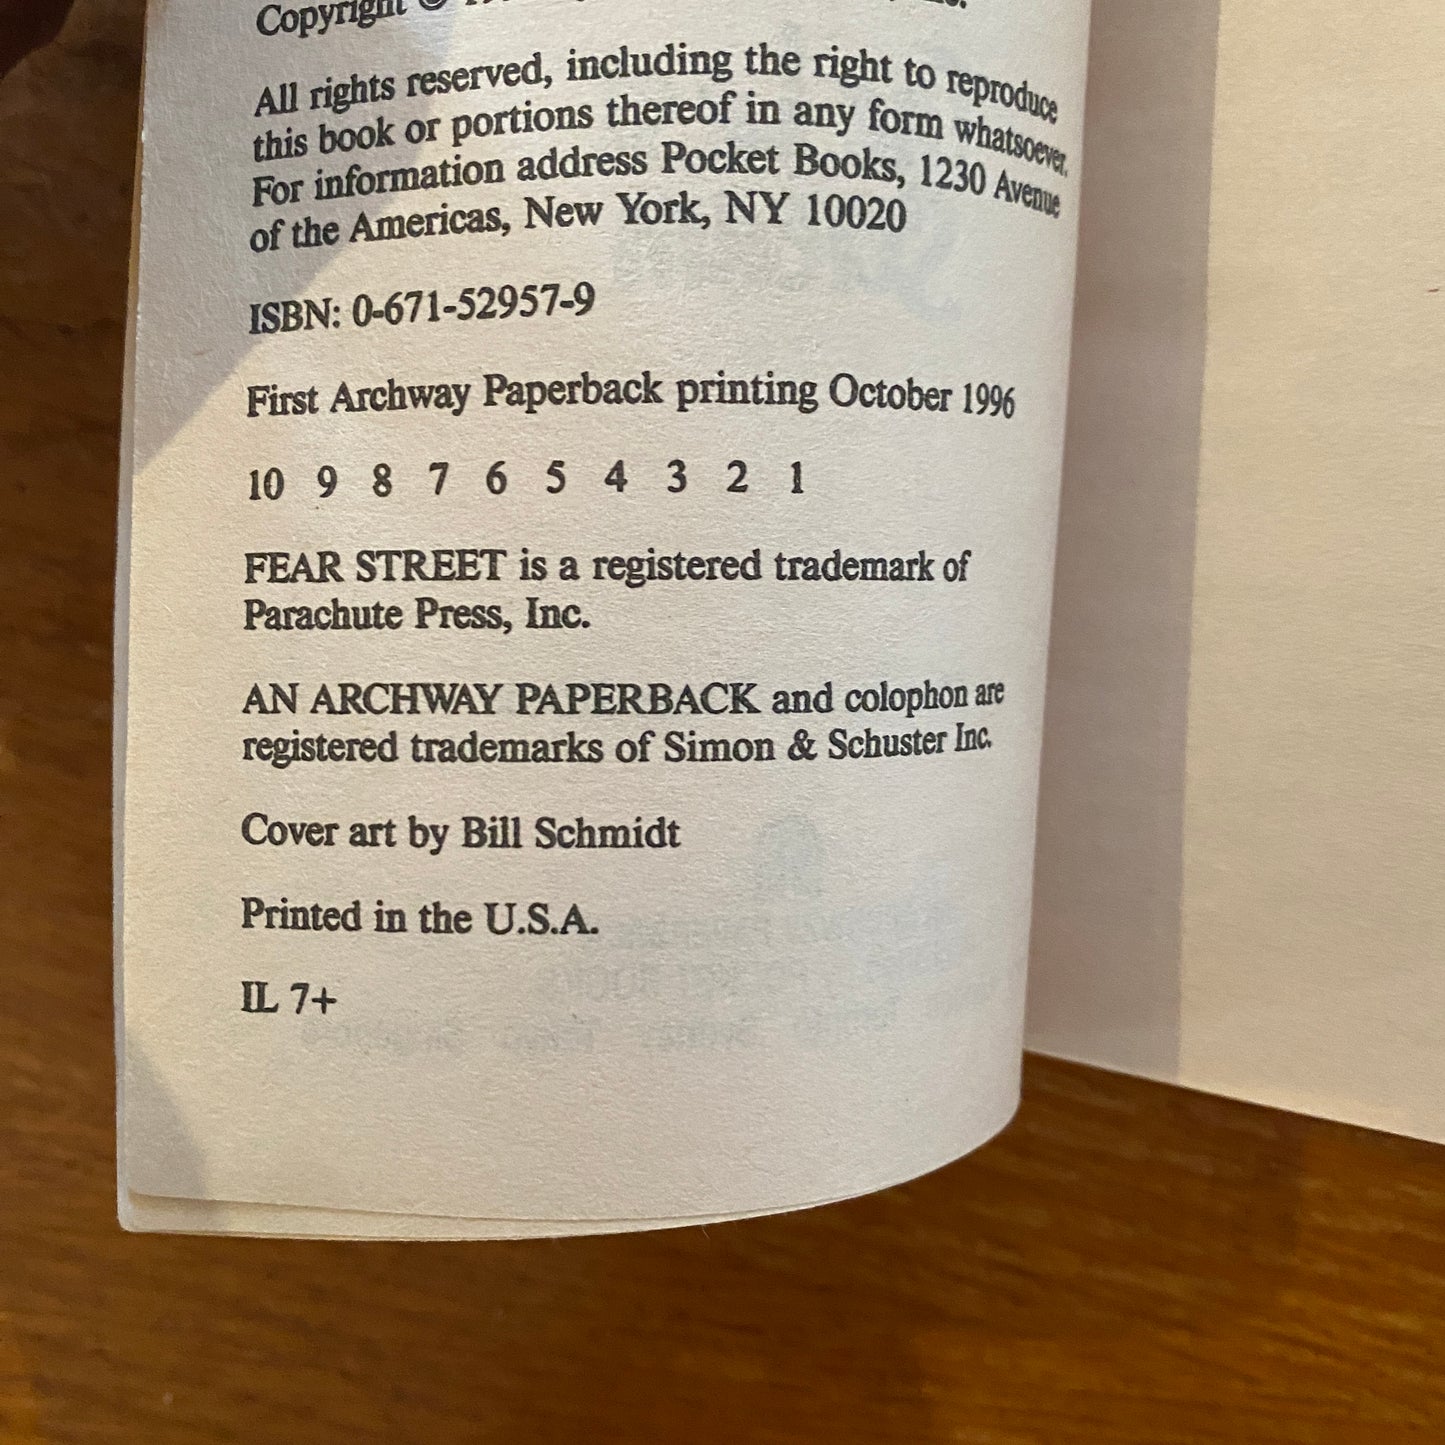 Copyright ©
All rights reserved, including the right to reproduce
this book or portions thereof in any form whatsoever.
For information address Pocket Books, 1230 Avenue
of the Americas, New York, NY 10020
ISBN: 0-671-52957-9
First Archway Paperback printing October 1996
10 9 8 7 6 5 4 3 2 1
FEAR STREET is a registered trademark of
Parachute Press, Inc.
AN ARCHWAY PAPERBACK and colophon are
registered trademarks of Simon & Schuster Inc.
Cover art by Bill Schmidt
Printed in the U.S.A.
IL 7+